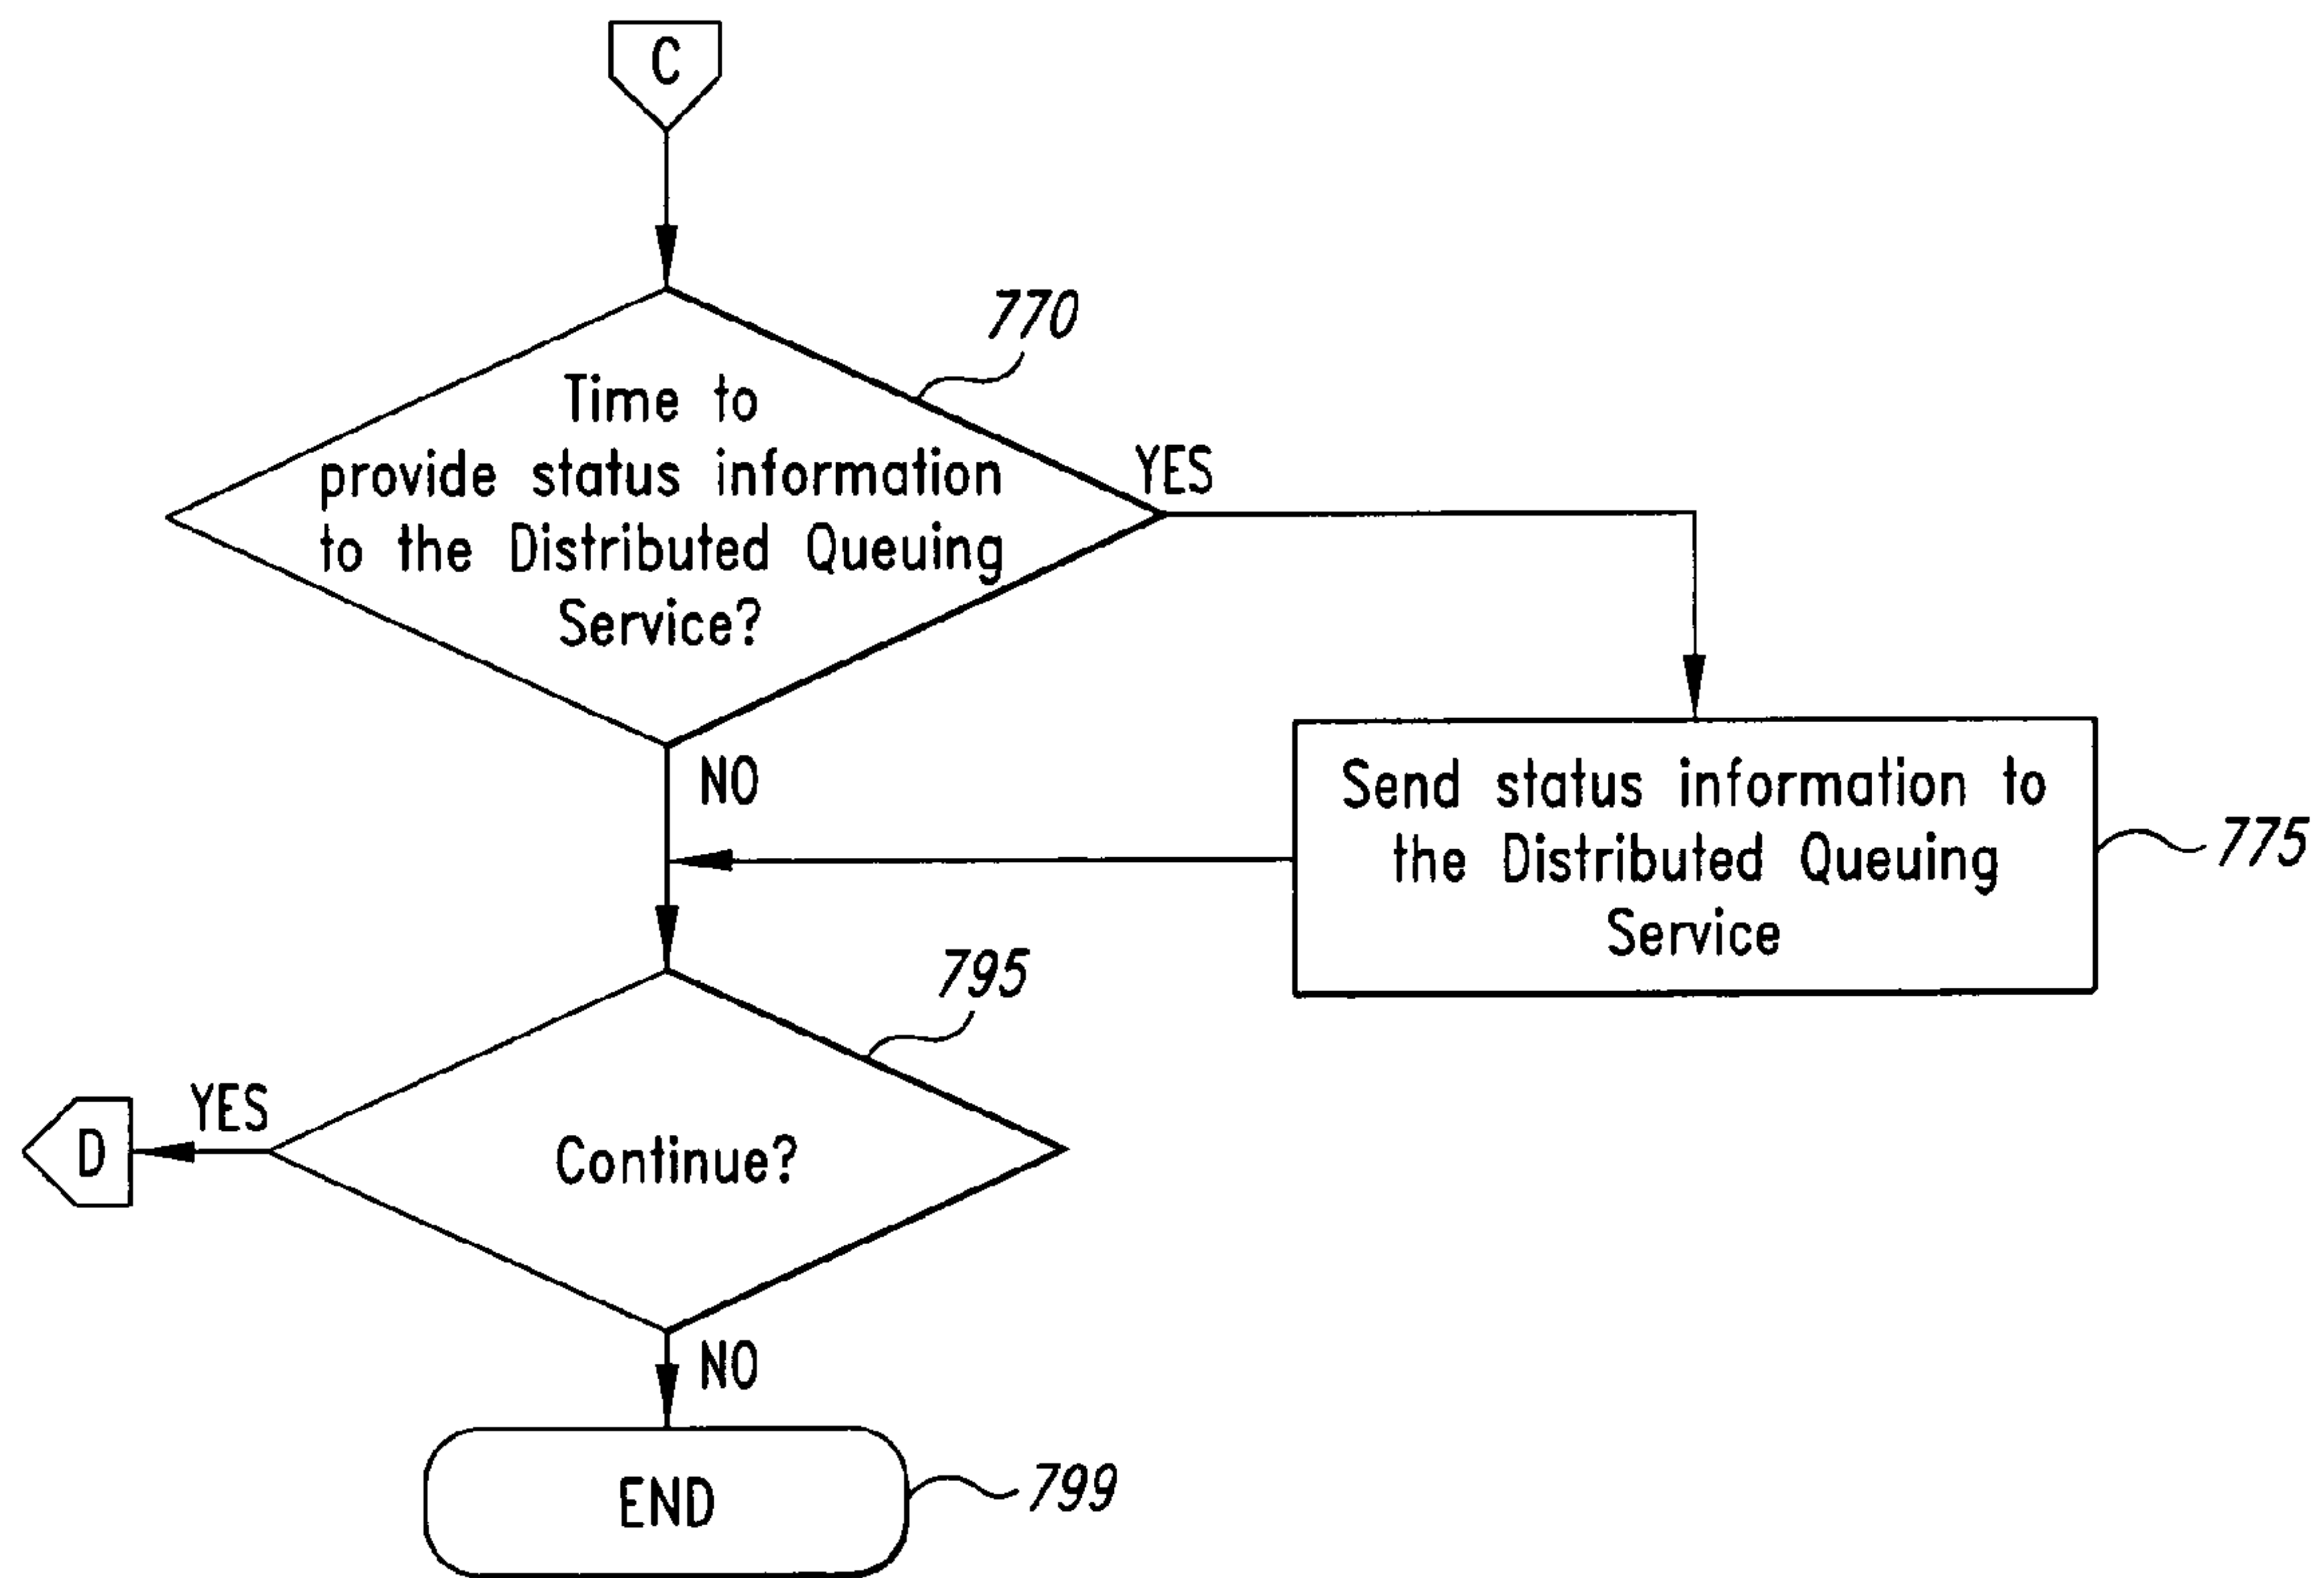 C
770
Time to
provide status information
to the Distributed Queuing
Service?
YES
NO
Send status information to
the Distributed Queuing
Service
775
795
YES
D
Continue?
NO
END
799